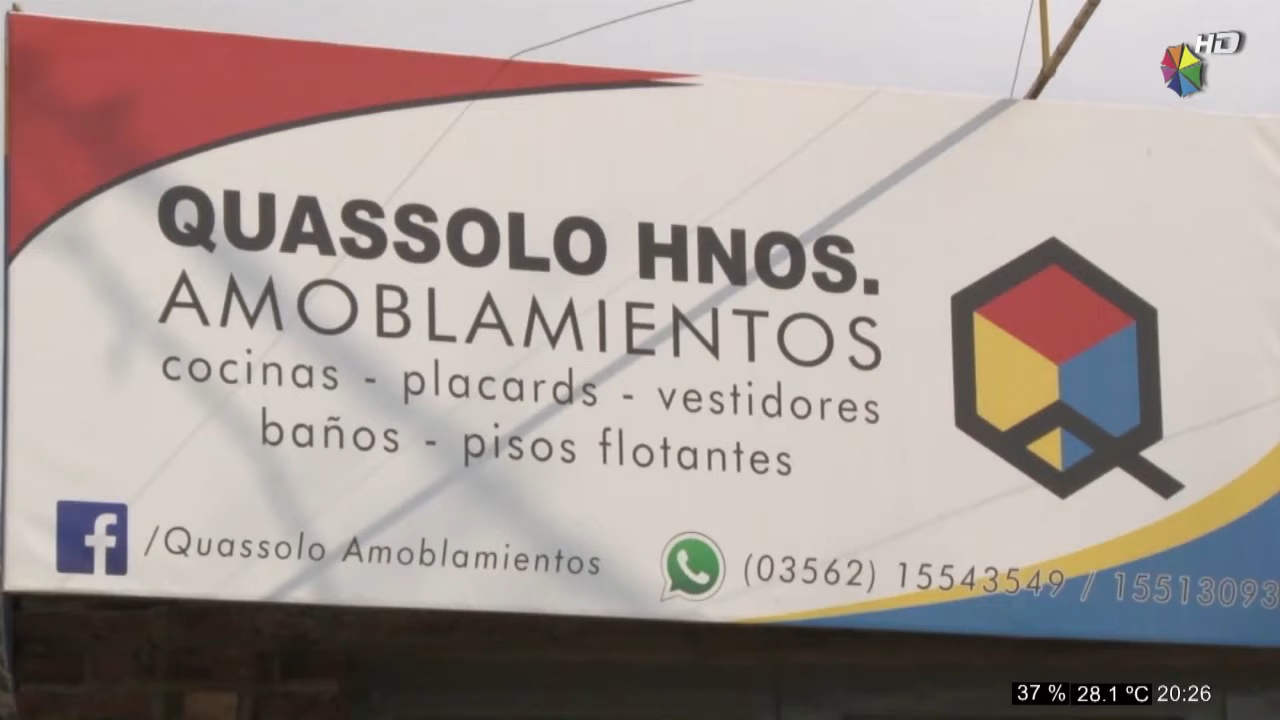 HD
QUASSOLO HNOS.
AMOBLAMIENTOS
cocinas - placards - vestidores
baños - pisos flotantes
f /Quassolo Amoblamientos
(03562) 15543549 / 15513093
37 % 28.1 ºC 20:26